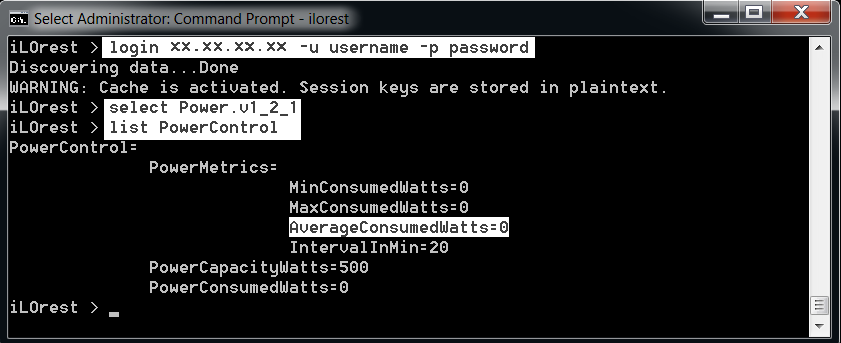 Select Administrator: Command Prompt - ilorest
iLOrest > login xx.xx.xx.xx -u username -p password
Discovering data...Done
WARNING: Cache is activated. Session keys are stored in plaintext.
iLOrest > select Power.v1_2_1
iLOrest > list PowerControl
PowerControl=
PowerMetrics=
MinConsumedWatts=0
MaxConsumedWatts=0
AverageConsumedWatts=0
IntervalInMin=20
PowerCapacityWatts=500
PowerConsumedWatts=0
iLOrest > _